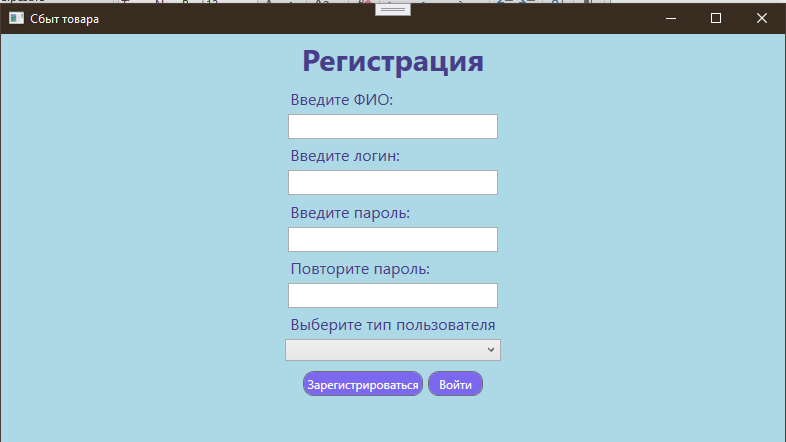 Сбыт товара
Регистрация
Введите ФИО:
Введите логин:
Введите пароль:
Повторите пароль:
Выберите тип пользователя
Зарегистрироваться Войти